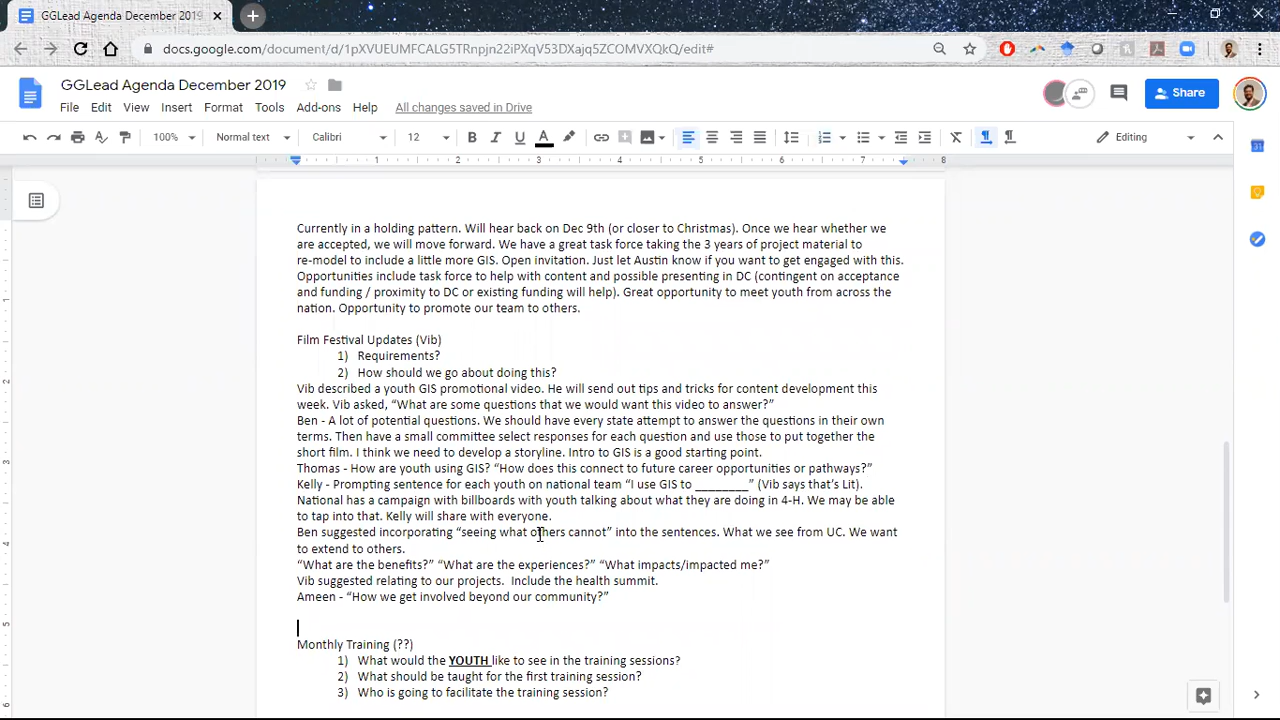 GGLead Agenda December 2019
docs.google.com/document/d/1pXVUEUMFCALG5TRnpjn22iPXqV53DXajq5ZCOMVXQkQ/edit#
GGLead Agenda December 2019
File Edit View Insert Format Tools Add-ons Help All changes saved in Drive
Share
100% Normal text Calibri 12 Editing
1 2 3 4 5 6 7 8
Currently in a holding pattern. Will hear back on Dec 9th (or closer to Christmas). Once we hear whether we
are accepted, we will move forward. We have a great task force taking the 3 years of project material to
re-model to include a little more GIS. Open invitation. Just let Austin know if you want to get engaged with this.
Opportunities include task force to help with content and possible presenting in DC (contingent on acceptance
and funding / proximity to DC or existing funding will help). Great opportunity to meet youth from across the
nation. Opportunity to promote our team to others.
Film Festival Updates (Vib)
1) Requirements?
2) How should we go about doing this?
Vib described a youth GIS promotional video. He will send out tips and tricks for content development this
week. Vib asked, “What are some questions that we would want this video to answer?”
Ben - A lot of potential questions. We should have every state attempt to answer the questions in their own
terms. Then have a small committee select responses for each question and use those to put together the
short film. I think we need to develop a storyline. Intro to GIS is a good starting point.
Thomas - How are youth using GIS? “How does this connect to future career opportunities or pathways?”
Kelly - Prompting sentence for each youth on national team “I use GIS to ________” (Vib says that’s Lit).
National has a campaign with billboards with youth talking about what they are doing in 4-H. We may be able
to tap into that. Kelly will share with everyone.
Ben suggested incorporating “seeing what others cannot” into the sentences. What we see from UC. We want
to extend to others.
“What are the benefits?” “What are the experiences?” “What impacts/impacted me?”
Vib suggested relating to our projects. Include the health summit.
Ameen - “How we get involved beyond our community?”
Monthly Training (??)
1) What would the YOUTH like to see in the training sessions?
2) What should be taught for the first training session?
3) Who is going to facilitate the training session?